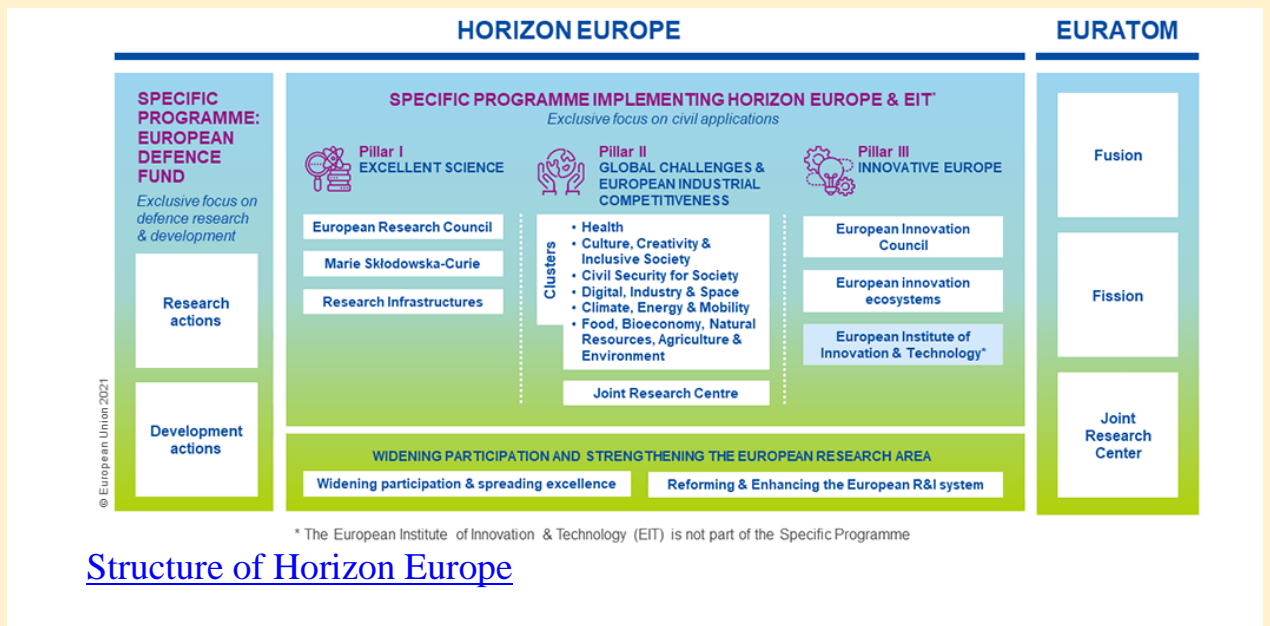 HORIZON EUROPE
EURATOM
SPECIFIC
PROGRAMME:
EUROPEAN
DEFENCE
FUND
Exclusive focus on
defence research
& development
Research
actions
Development
actions
SPECIFIC PROGRAMME IMPLEMENTING HORIZON EUROPE & EIT*
Exclusive focus on civil applications
Pillar I
EXCELLENT SCIENCE
European Research Council
Marie Skłodowska-Curie
Research Infrastructures
Pillar II
GLOBAL CHALLENGES &
EUROPEAN INDUSTRIAL
COMPETITIVENESS
Clusters
• Health
• Culture, Creativity &
Inclusive Society
• Civil Security for Society
• Digital, Industry & Space
• Climate, Energy & Mobility
• Food, Bioeconomy, Natural
Resources, Agriculture &
Environment
Joint Research Centre
Pillar III
INNOVATIVE EUROPE
European Innovation
Council
European innovation
ecosystems
European Institute of
Innovation & Technology*
WIDENING PARTICIPATION AND STRENGTHENING THE EUROPEAN RESEARCH AREA
Widening participation & spreading excellence
Reforming & Enhancing the European R&I system
Fusion
Fission
Joint
Research
Center
© European Union 2021
* The European Institute of Innovation & Technology (EIT) is not part of the Specific Programme
Structure of Horizon Europe